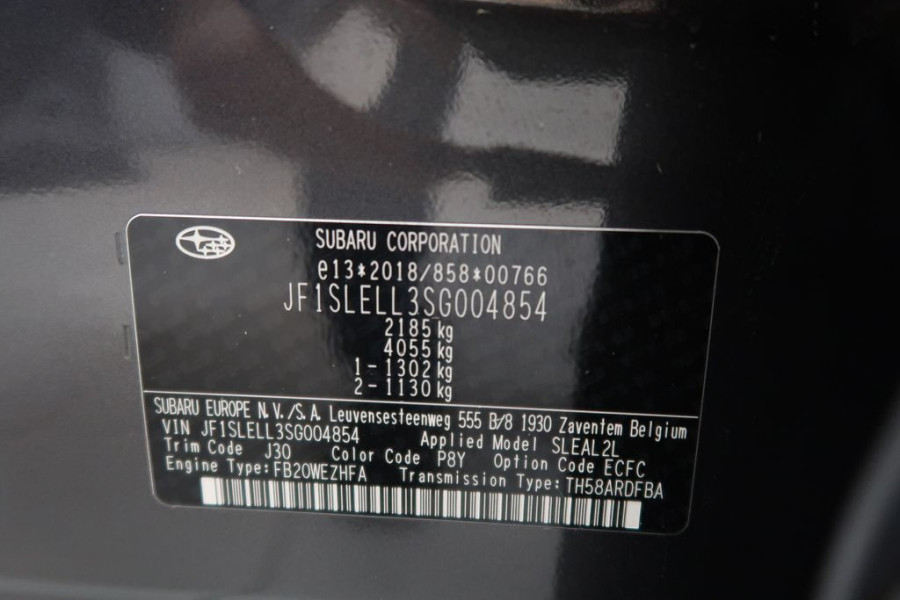 SUBARU CORPORATION
e13*2018/858*00766
JF1SLELL3SG004854
2185 kg
4055 kg
1 - 1302 kg
2 - 1130 kg
SUBARU EUROPE N.V./S.A. Leuvensesteenweg 555 B/8 1930 Zaventem Belgium
VIN JF1SLELL3SG004854 Applied Model SLEAL2L
Trim Code J30 Color Code P8Y Option Code ECFC
Engine Type:FB20WEZHFA Transmission Type:TH58ARDFBA